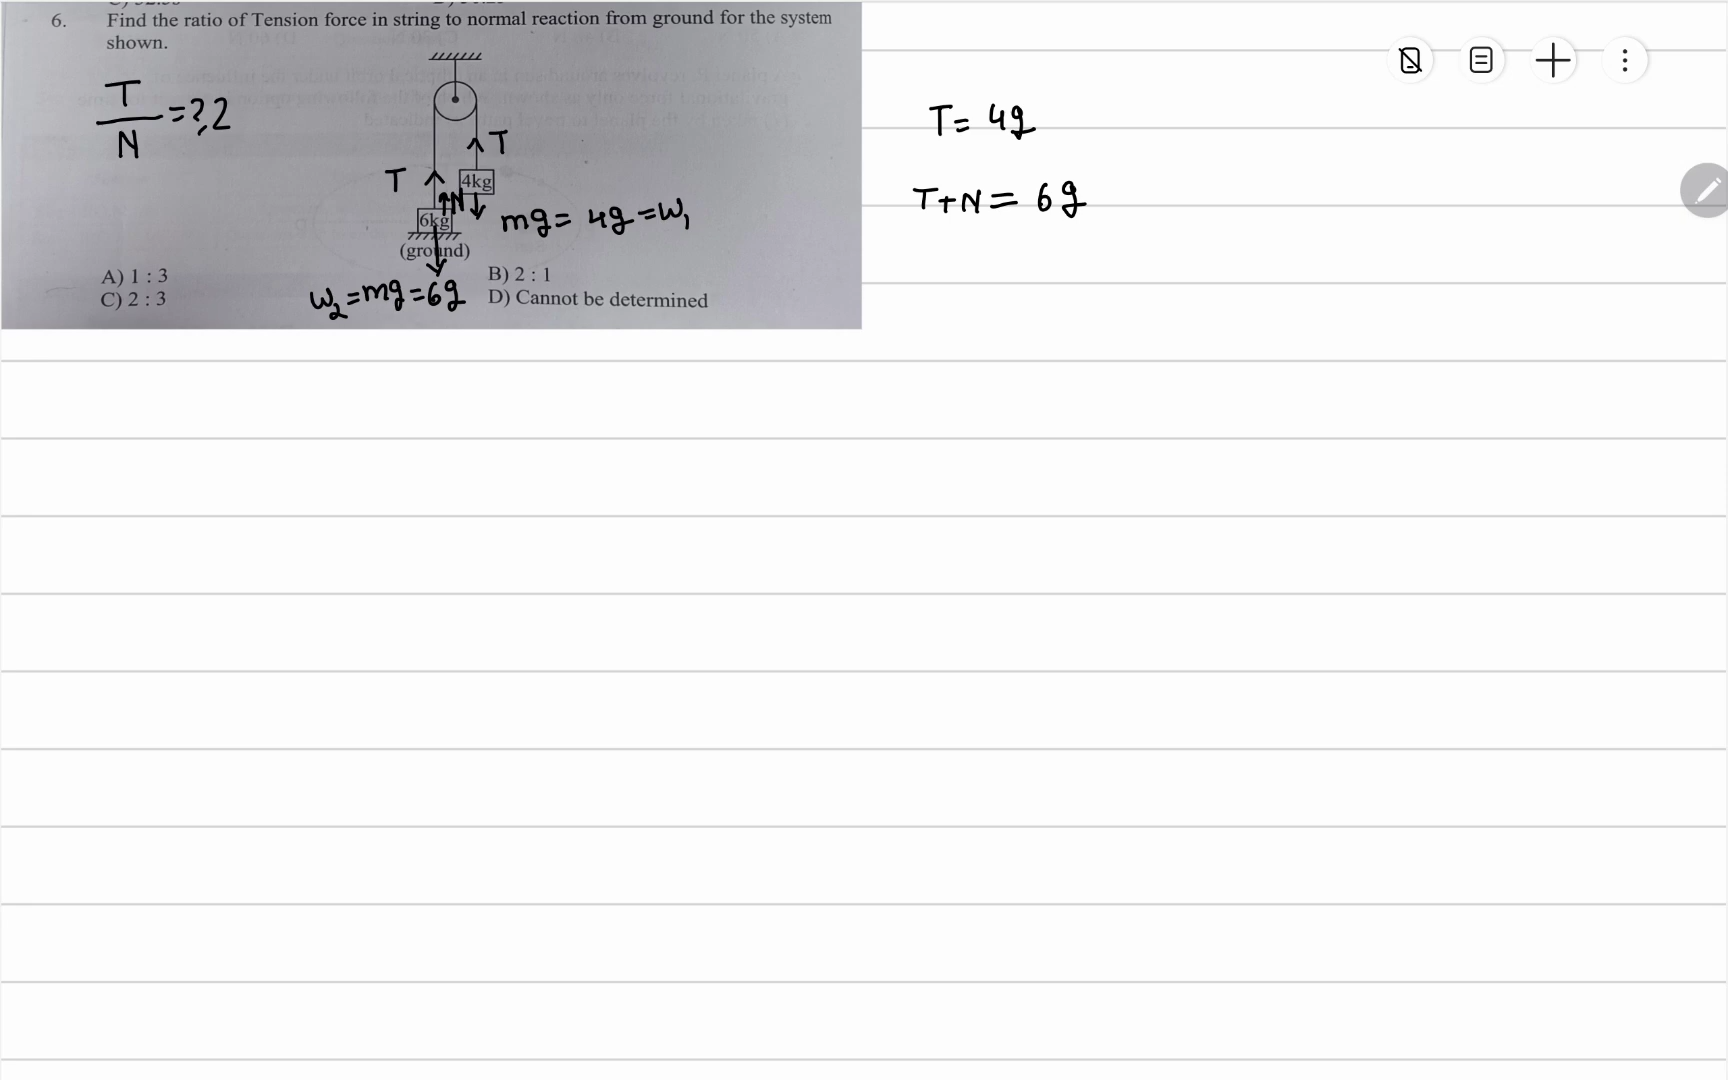 6. Find the ratio of Tension force in string to normal reaction from ground for the system
shown.
T
N
=?2
T
T
4kg
N
6kg
mg= 4g=W1
(ground)
W2=mg=6g
A) 1 : 3
B) 2 : 1
C) 2 : 3
D) Cannot be determined
T= 4g
T+N= 6g